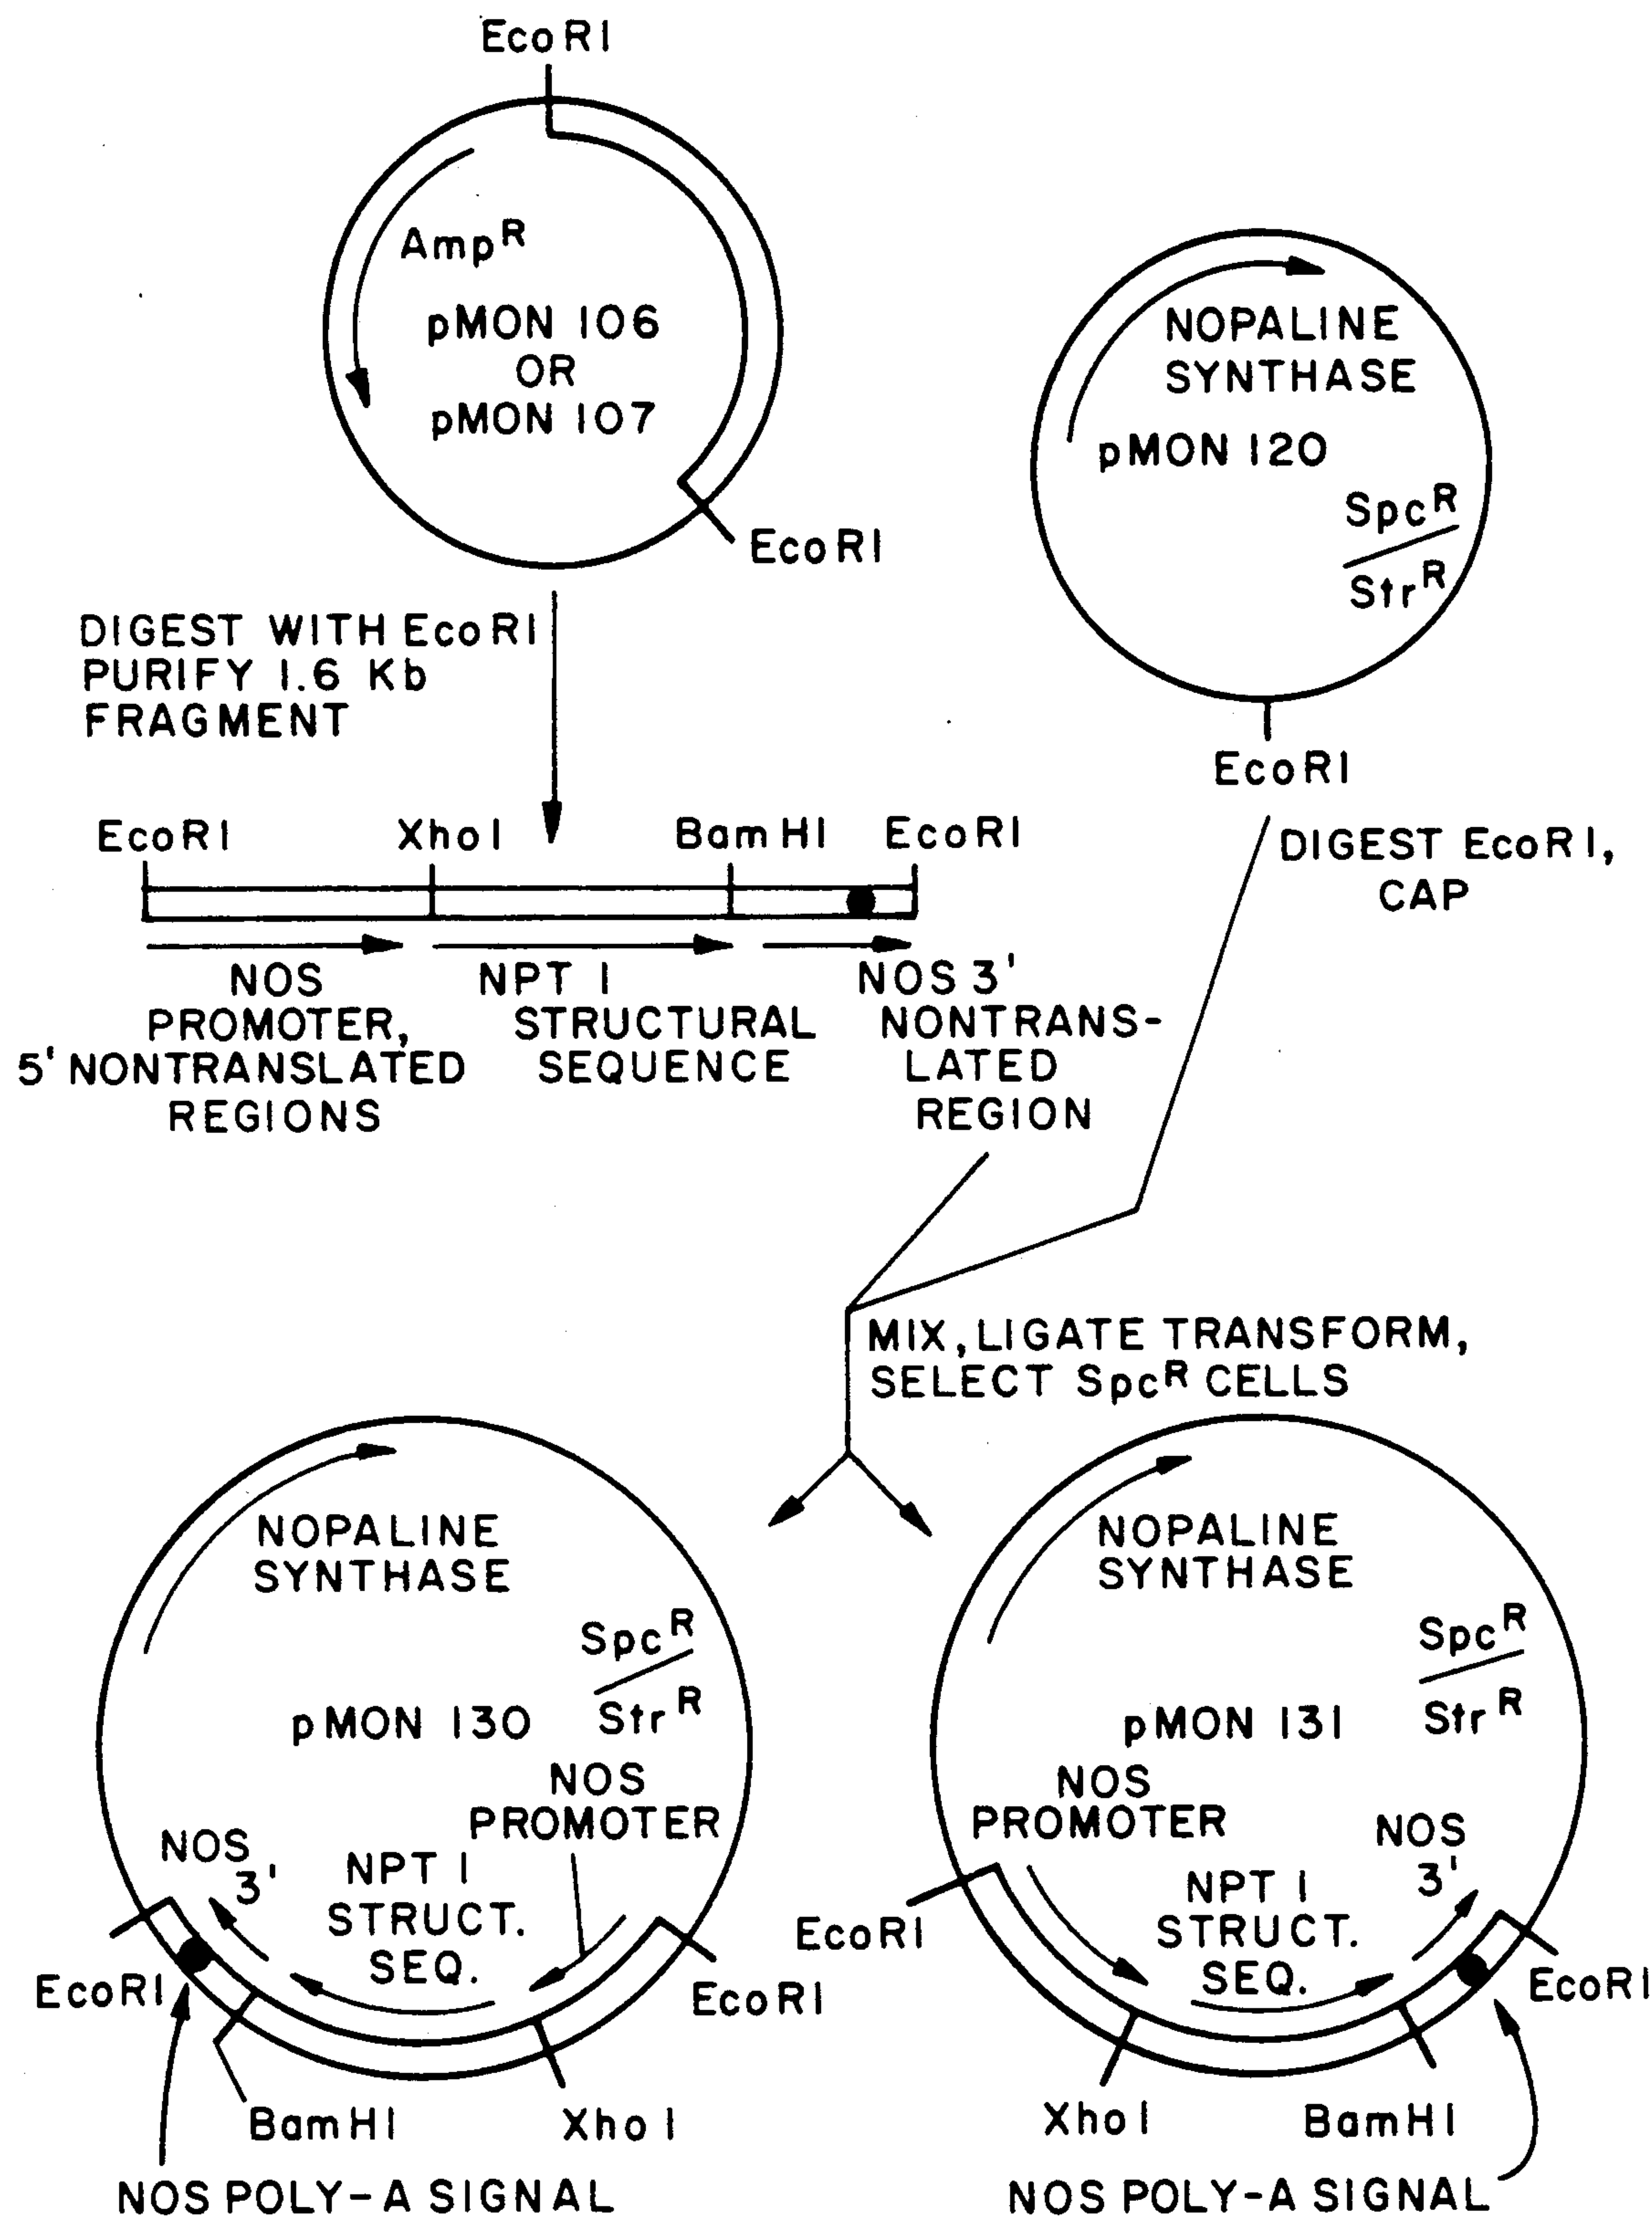 EcoRI
AmpR
pMON 106
OR
pMON 107
EcoRI
NOPALINE
SYNTHASE
pMON 120
SpcR
StrR
EcoRI
DIGEST WITH EcoRI
PURIFY 1.6 Kb
FRAGMENT
DIGEST EcoRI,
CAP
EcoRI XhoI BamHI EcoRI
NOS
PROMOTER,
5' NONTRANSLATED
REGIONS
NPT I
STRUCTURAL
SEQUENCE
NOS 3'
NONTRANS-
LATED
REGION
MIX, LIGATE TRANSFORM,
SELECT SpcR CELLS
NOPALINE
SYNTHASE
SpcR
StrR
pMON 130
NOS
PROMOTER
NOS
3'
NPT I
STRUCT.
SEQ.
EcoRI
EcoRI
BamHI
XhoI
NOS POLY-A SIGNAL
NOPALINE
SYNTHASE
SpcR
StrR
pMON 131
NOS
PROMOTER
NOS
3'
NPT I
STRUCT.
SEQ.
EcoRI
EcoRI
XhoI
BamHI
NOS POLY-A SIGNAL